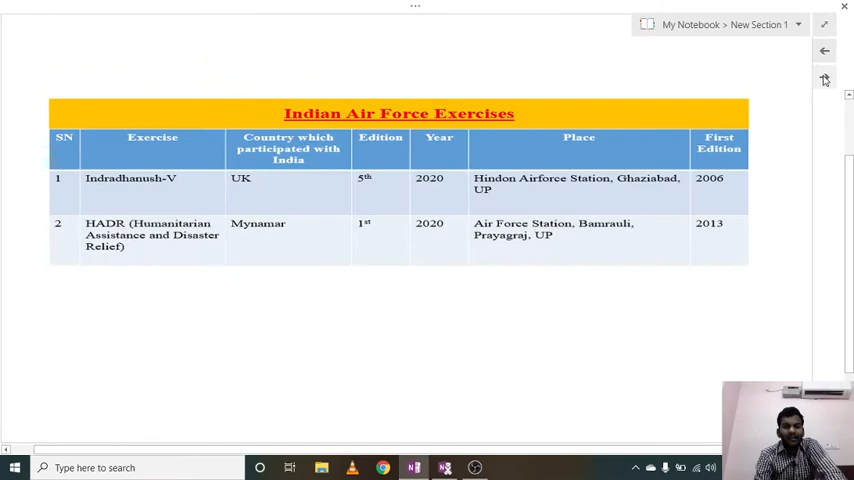 My Notebook > New Section 1
Indian Air Force Exercises
SN Exercise Country which participated with India Edition Year Place First Edition
1 Indradhanush-V UK 5th 2020 Hindon Airforce Station, Ghaziabad, UP 2006
2 HADR (Humanitarian Assistance and Disaster Relief) Mynamar 1st 2020 Air Force Station, Bamrauli, Prayagraj, UP 2013
Type here to search